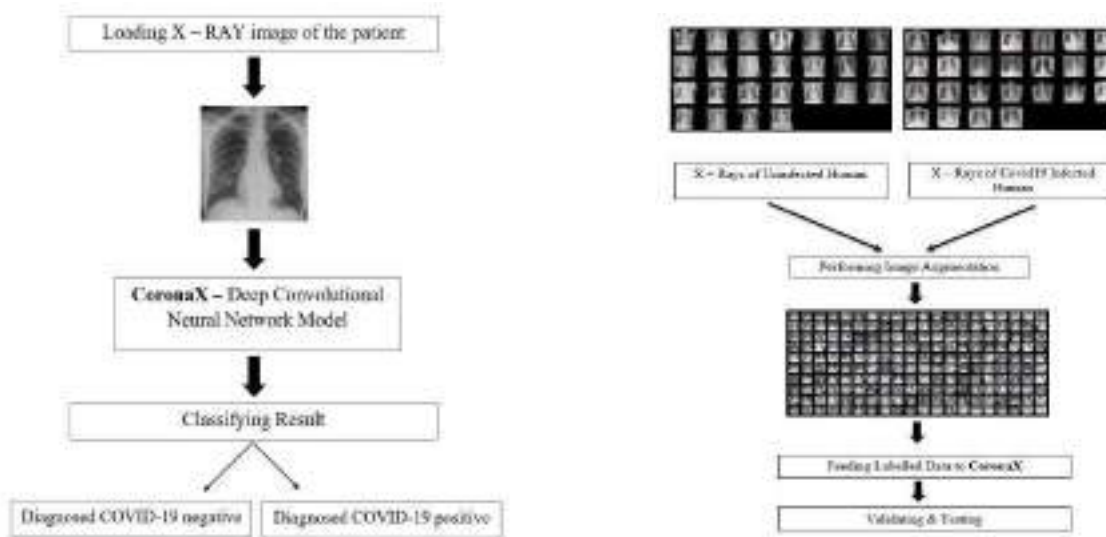 Loading X – RAY image of the patient
CoronaX – Deep Convolutional
Neural Network Model
Classifying Result
Diagnosed COVID-19 negative
Diagnosed COVID-19 positive
X – Rays of Uninfected Human
X – Rays of Covid19 Infected
Human
Performing Image Augmentation
Feeding Labelled Data to CoronaX
Validating & Testing